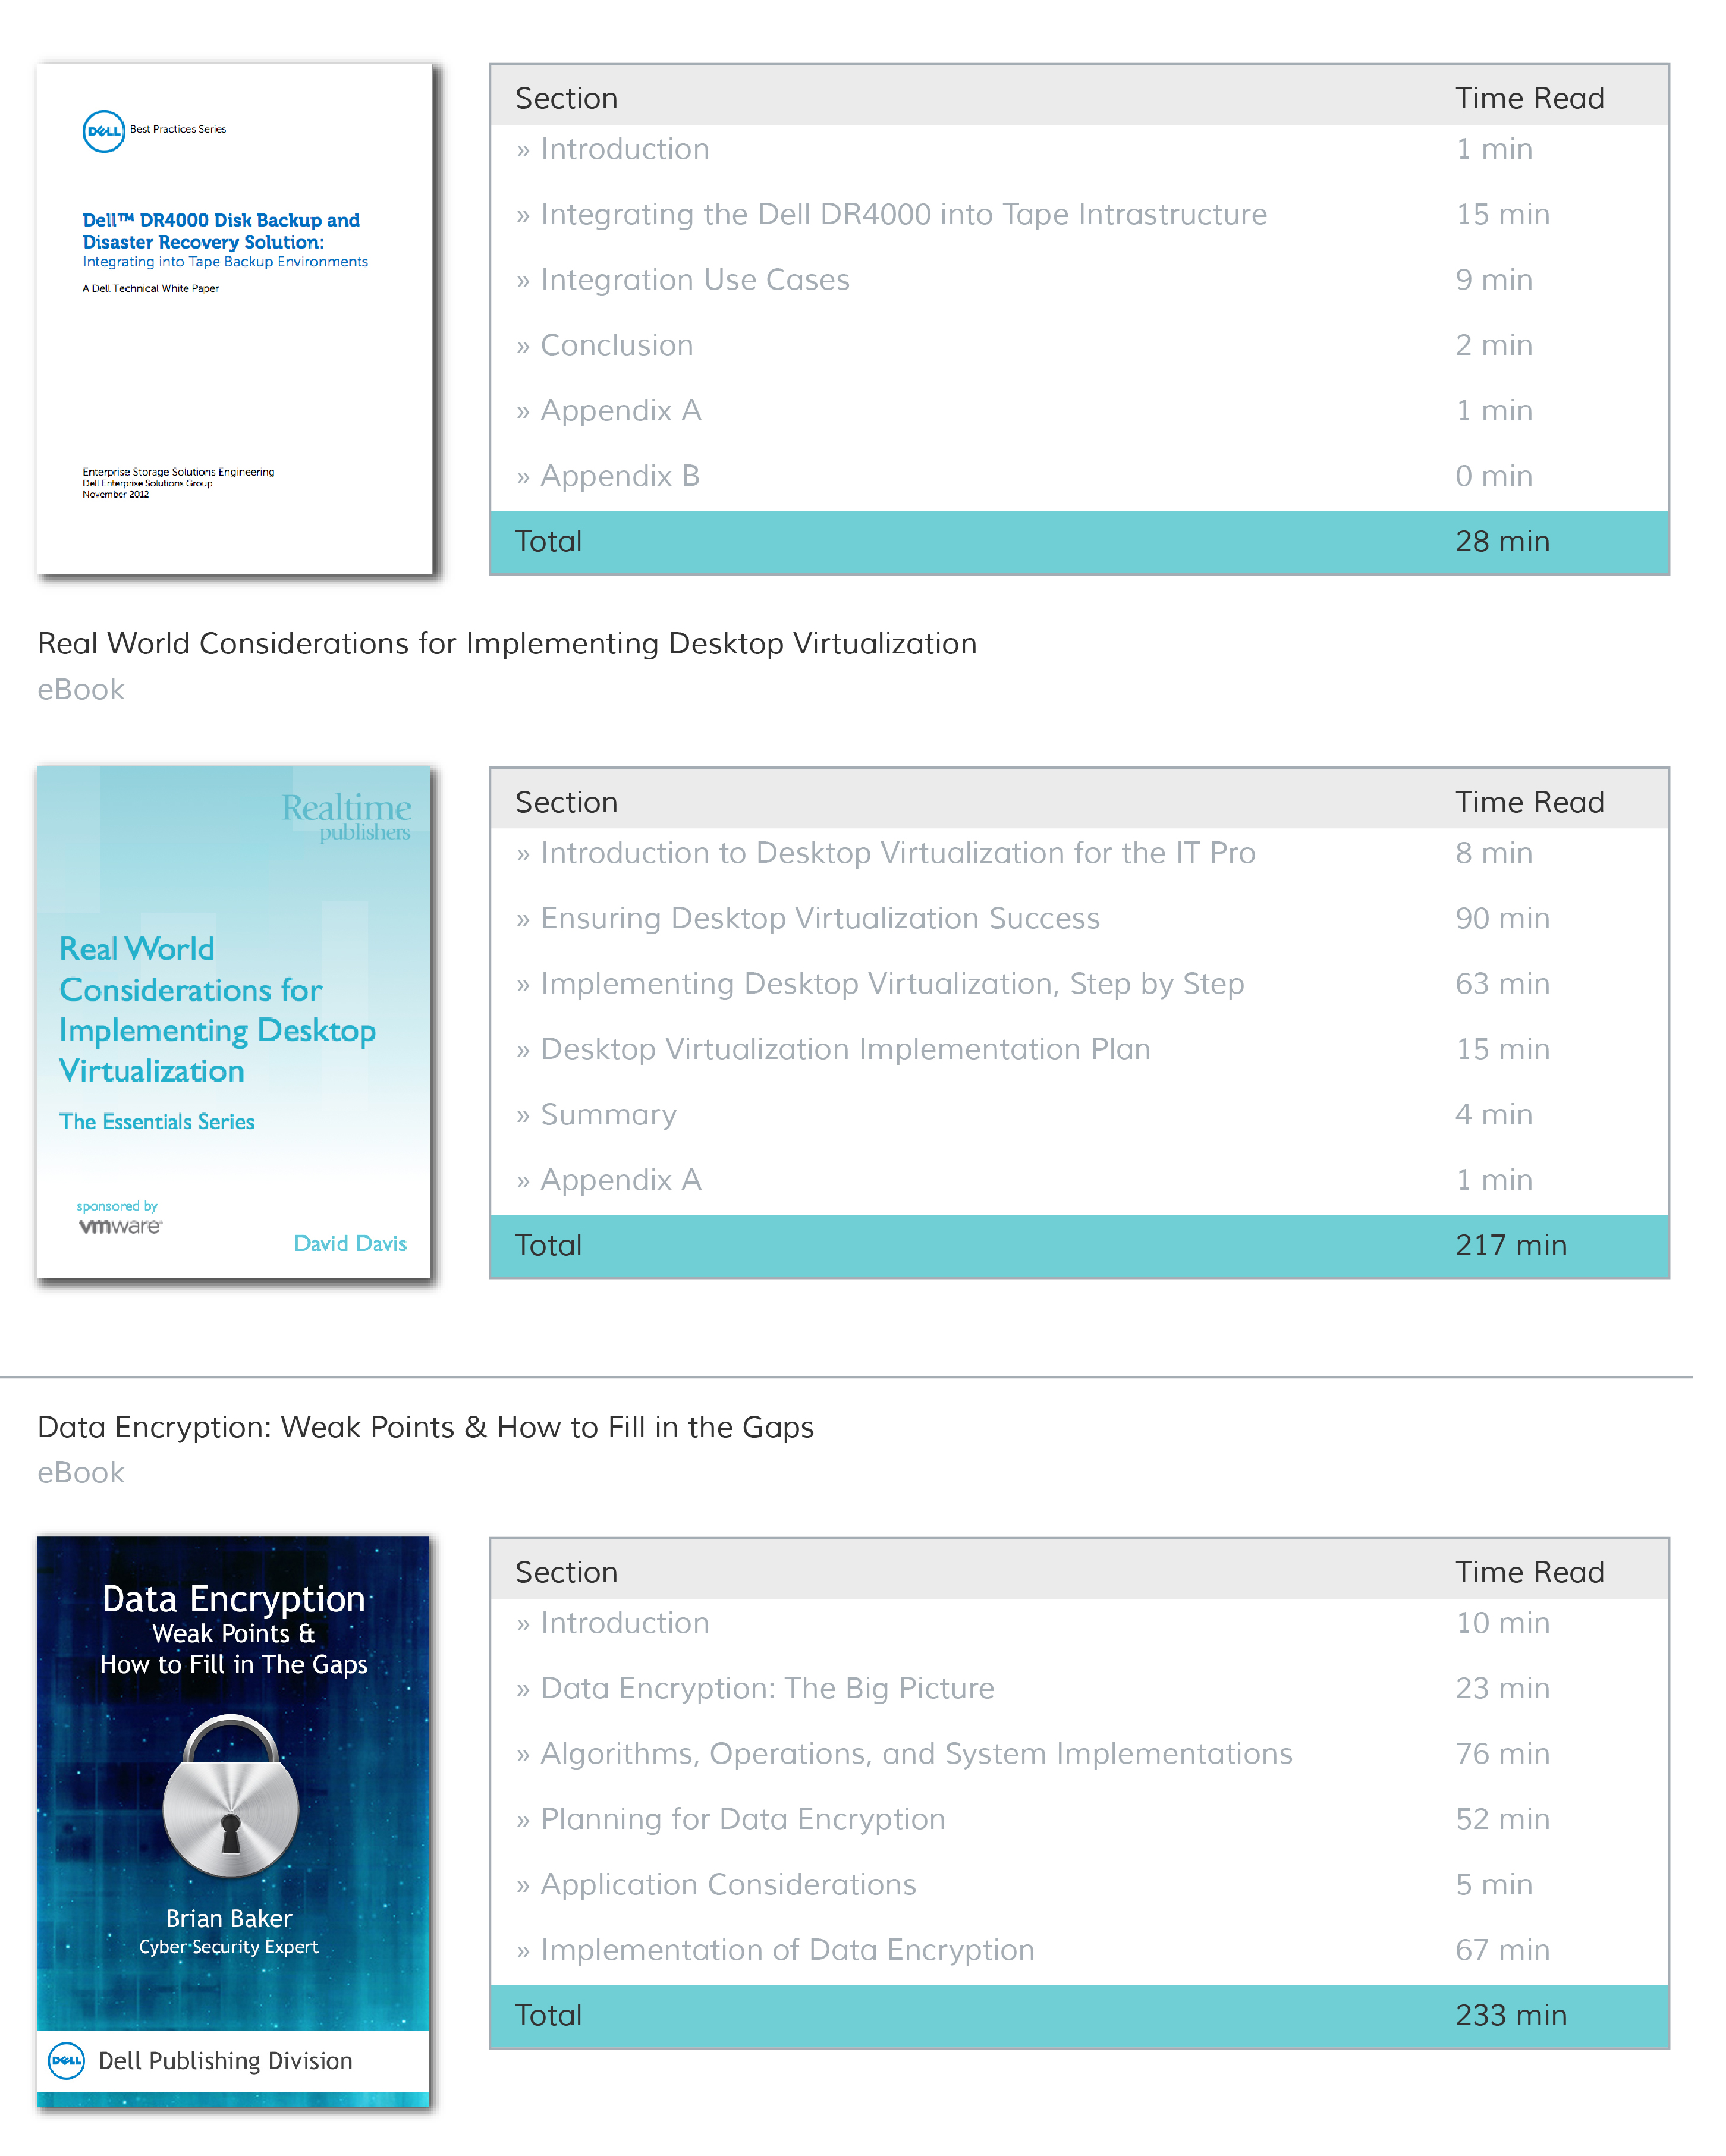 DELL Best Practices Series
Dell™ DR4000 Disk Backup and
Disaster Recovery Solution:
Integrating into Tape Backup Environments
A Dell Technical White Paper
Enterprise Storage Solutions Engineering
Dell Enterprise Solutions Group
November 2012
Section Time Read
» Introduction 1 min
» Integrating the Dell DR4000 into Tape Intrastructure 15 min
» Integration Use Cases 9 min
» Conclusion 2 min
» Appendix A 1 min
» Appendix B 0 min
Total 28 min
Real World Considerations for Implementing Desktop Virtualization
eBook
Realtime
publishers
Real World
Considerations for
Implementing Desktop
Virtualization
The Essentials Series
sponsored by
vmware
David Davis
Section Time Read
» Introduction to Desktop Virtualization for the IT Pro 8 min
» Ensuring Desktop Virtualization Success 90 min
» Implementing Desktop Virtualization, Step by Step 63 min
» Desktop Virtualization Implementation Plan 15 min
» Summary 4 min
» Appendix A 1 min
Total 217 min
Data Encryption: Weak Points & How to Fill in the Gaps
eBook
Data Encryption
Weak Points &
How to Fill in The Gaps
Brian Baker
Cyber Security Expert
DELL Dell Publishing Division
Section Time Read
» Introduction 10 min
» Data Encryption: The Big Picture 23 min
» Algorithms, Operations, and System Implementations 76 min
» Planning for Data Encryption 52 min
» Application Considerations 5 min
» Implementation of Data Encryption 67 min
Total 233 min